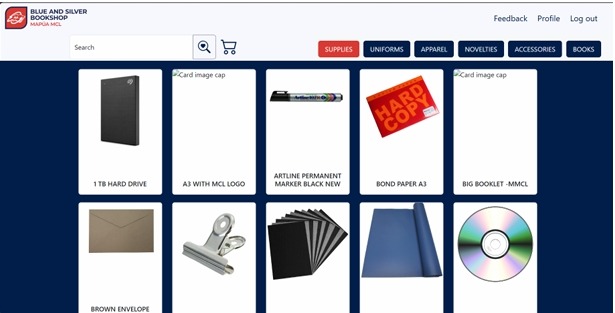 BLUE AND SILVER
BOOKSHOP
MAPÚA MCL
Feedback Profile Log out
Search
SUPPLIES UNIFORMS APPAREL NOVELTIES ACCESSORIES BOOKS
Card image cap
Card image cap
HARD
COPY
1 TB HARD DRIVE
A3 WITH MCL LOGO
ARTLINE PERMANENT
MARKER BLACK NEW
BOND PAPER A3
BIG BOOKLET -MMCL
BROWN ENVELOPE